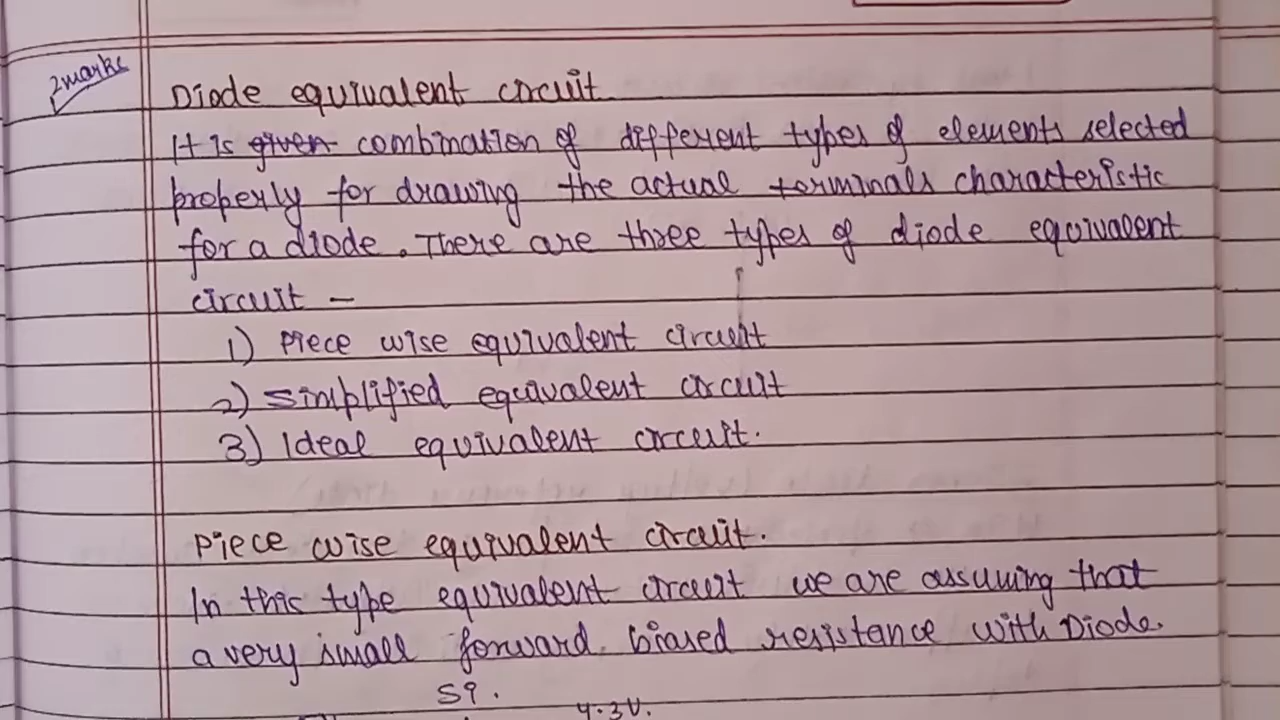 2marks
Diode equivalent circuit
It is given combination of different types of elements selected
properly for drawing the actual terminals characteristic
for a diode. There are three types of diode equivalent
circuit –
1) Piece wise equivalent circuit
2) Simplified equivalent circuit
3) Ideal equivalent circuit.
Piece wise equivalent circuit.
In this type equivalent circuit we are assuming that
a very small forward. biased resistance with Diode.
Si.